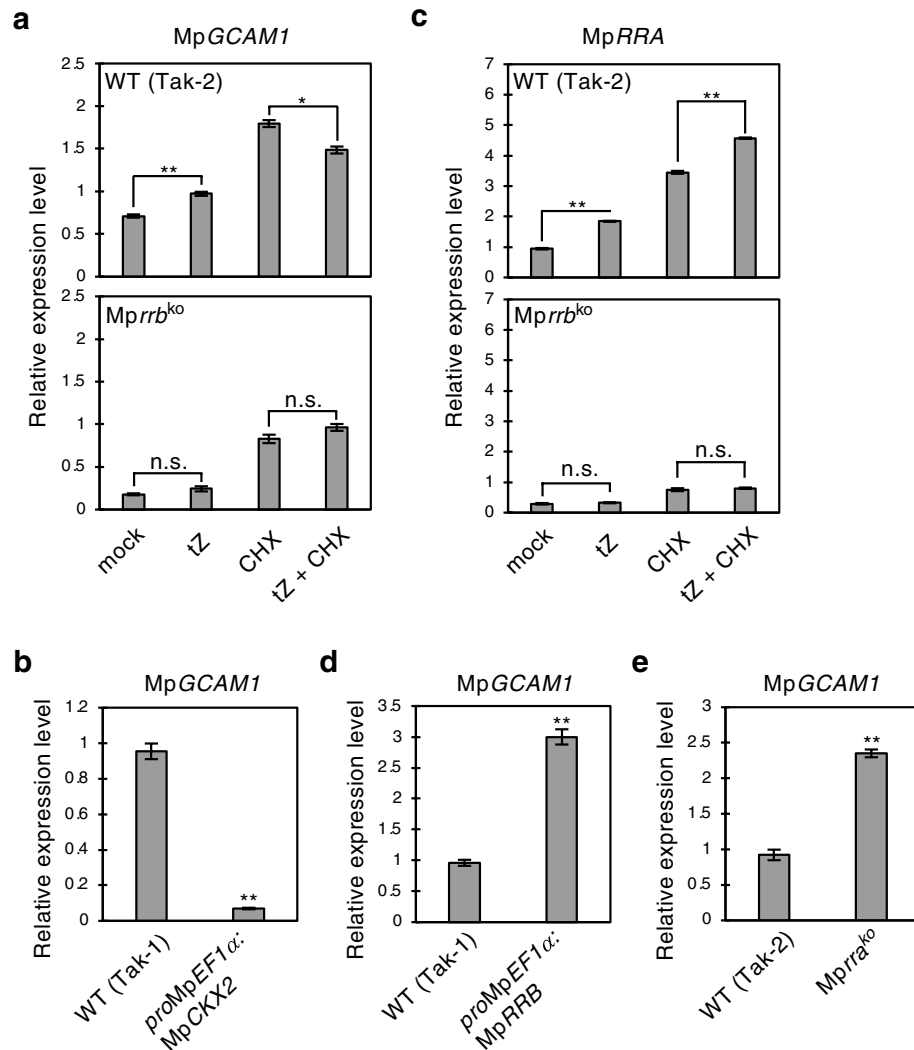 a
MpGCAM1
WT (Tak-2)
Relative expression level
2.5
2
1.5
1
0.5
0
**
*
Mprrb^ko
2.5
2
1.5
1
0.5
0
n.s.
n.s.
mock
tZ
CHX
tZ + CHX
c
MpRRA
WT (Tak-2)
Relative expression level
7
6
5
4
3
2
1
0
**
**
Mprrb^ko
7
6
5
4
3
2
1
0
n.s.
n.s.
mock
tZ
CHX
tZ + CHX
b
MpGCAM1
Relative expression level
1.2
1
0.8
0.6
0.4
0.2
0
**
WT (Tak-1)
proMpEF1α:
MpCKX2
d
MpGCAM1
Relative expression level
3.5
3
2.5
2
1.5
1
0.5
0
**
WT (Tak-1)
proMpEF1α:
MpRRB
e
MpGCAM1
Relative expression level
3
2.5
2
1.5
1
0.5
0
**
WT (Tak-2)
Mprra^ko